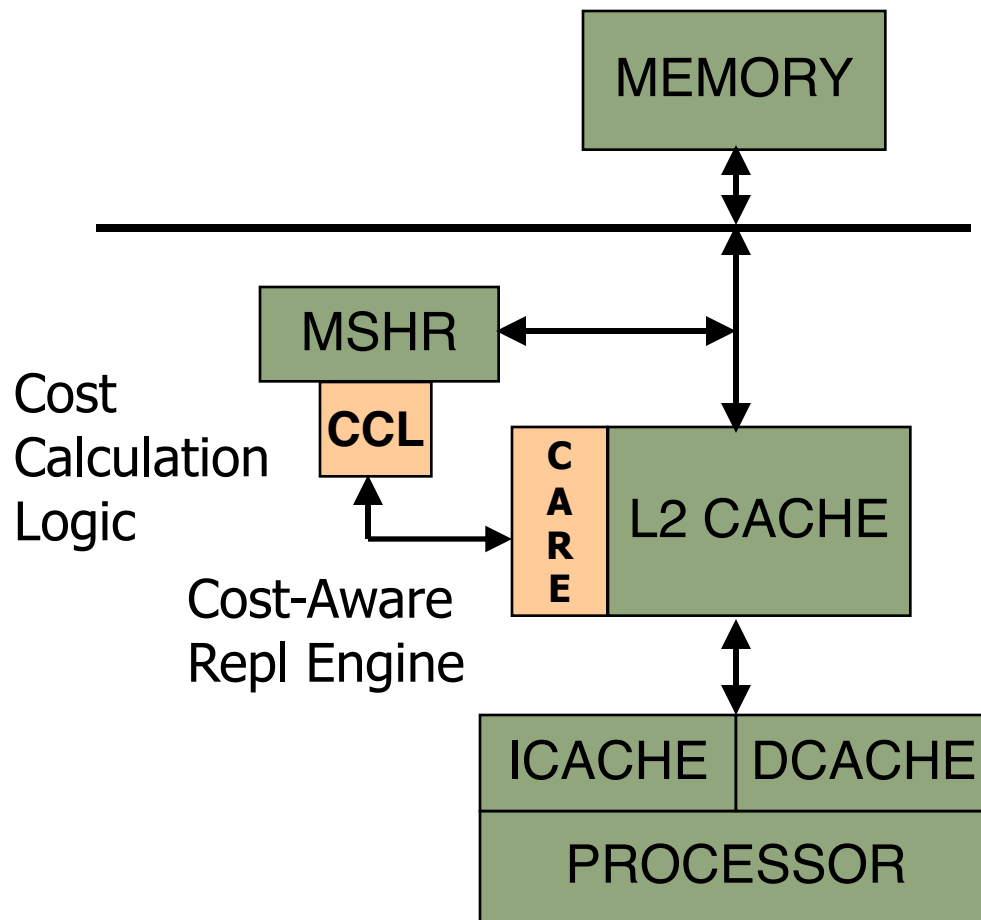 MEMORY
MSHR
Cost
Calculation
Logic
CCL
C
A
R
E
L2 CACHE
Cost-Aware
Repl Engine
ICACHE
DCACHE
PROCESSOR